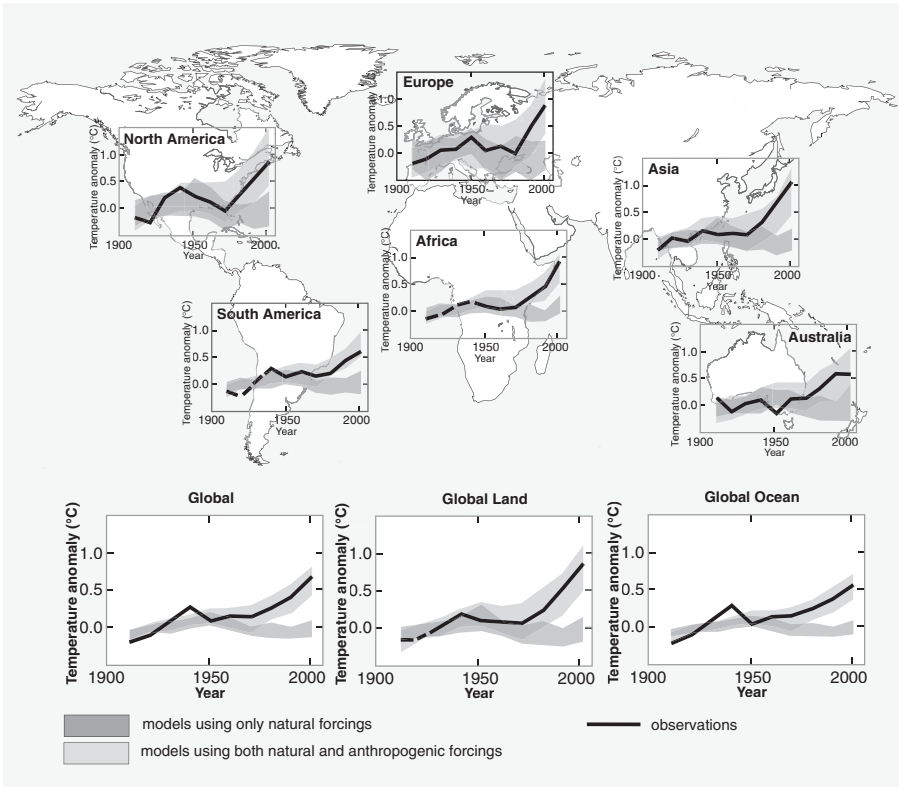 Europe
Temperature anomaly (°C)
1.0
0.5
0.0
1900
1950
2000
Year
North America
Temperature anomaly (°C)
1.0
0.5
0.0
1900
1950
2000
Year
Asia
Temperature anomaly (°C)
1.0
0.5
0.0
1900
1950
2000
Year
Africa
Temperature anomaly (°C)
1.0
0.5
0.0
1900
1950
2000
Year
South America
Temperature anomaly (°C)
1.0
0.5
0.0
1900
1950
2000
Year
Australia
Temperature anomaly (°C)
1.0
0.5
0.0
1900
1950
2000
Year
Global
Temperature anomaly (°C)
1.0
0.5
0.0
1900
1950
2000
Year
Global Land
Temperature anomaly (°C)
1.0
0.5
0.0
1900
1950
2000
Year
Global Ocean
Temperature anomaly (°C)
1.0
0.5
0.0
1900
1950
2000
Year
models using only natural forcings
observations
models using both natural and anthropogenic forcings